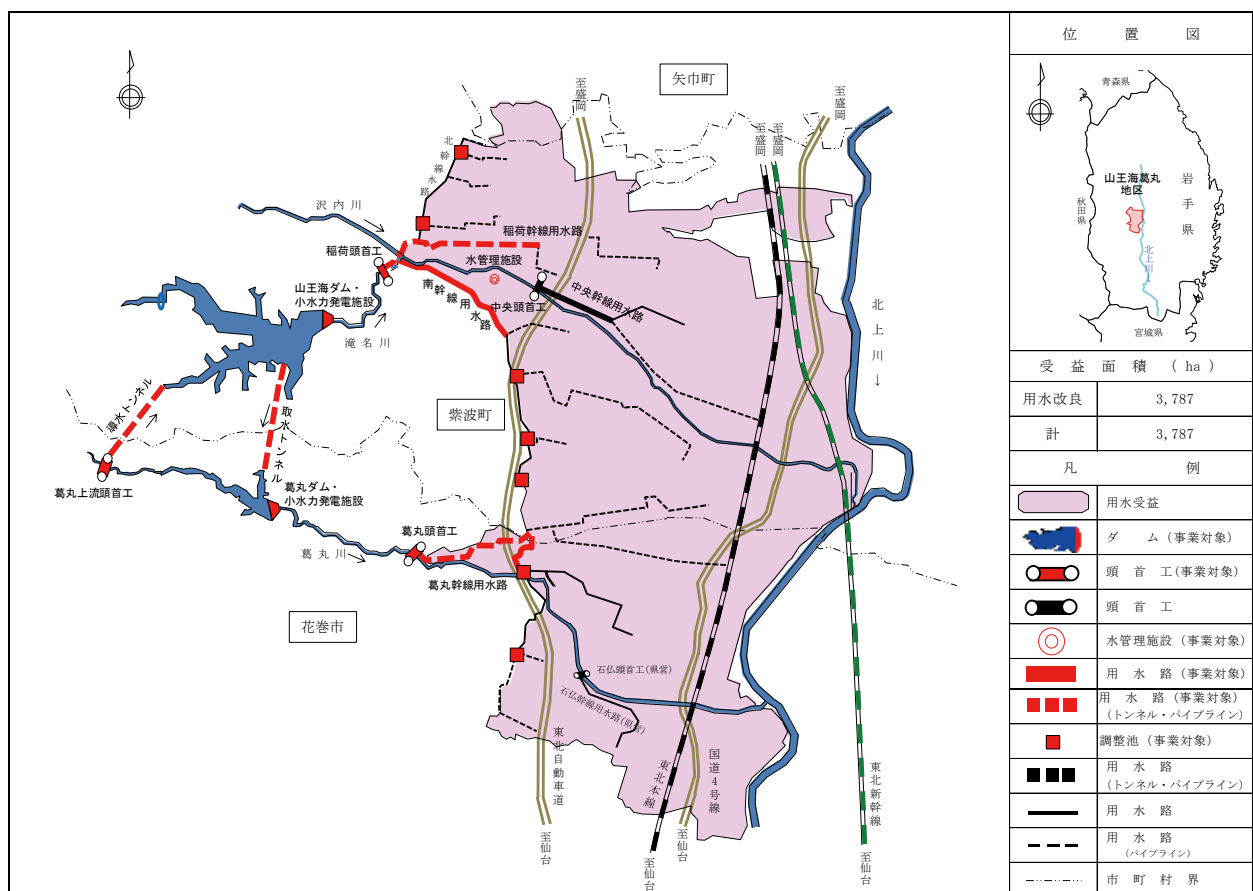 矢巾町
至盛岡
至盛岡
至盛岡
至盛岡
北幹線水路
沢内川
稲荷幹線用水路
稲荷頭首工
水管理施設
山王海ダム・
小水力発電施設
南幹線用水路
中央頭首工
中央幹線用水路
滝名川
北上川
導水トンネル
取水トンネル
紫波町
葛丸上流頭首工
葛丸ダム・
小水力発電施設
葛丸頭首工
葛丸川
葛丸幹線用水路
花巻市
石仏頭首工(県営)
石仏幹線用水路(県営)
東北自動車道
東北本線
国道4号線
東北新幹線
至仙台
至仙台
至仙台
至仙台
位置図
青森県
山王海葛丸
地区
岩手県
秋田県
北上川
宮城県
受益面積(ha)
用水改良 3,787
計 3,787
凡例
用水受益
ダム(事業対象)
頭首工(事業対象)
頭首工
水管理施設(事業対象)
用水路(事業対象)
用水路(事業対象)
(トンネル・パイプライン)
調整池(事業対象)
用水路
(トンネル・パイプライン)
用水路
用水路
(パイプライン)
市町村界